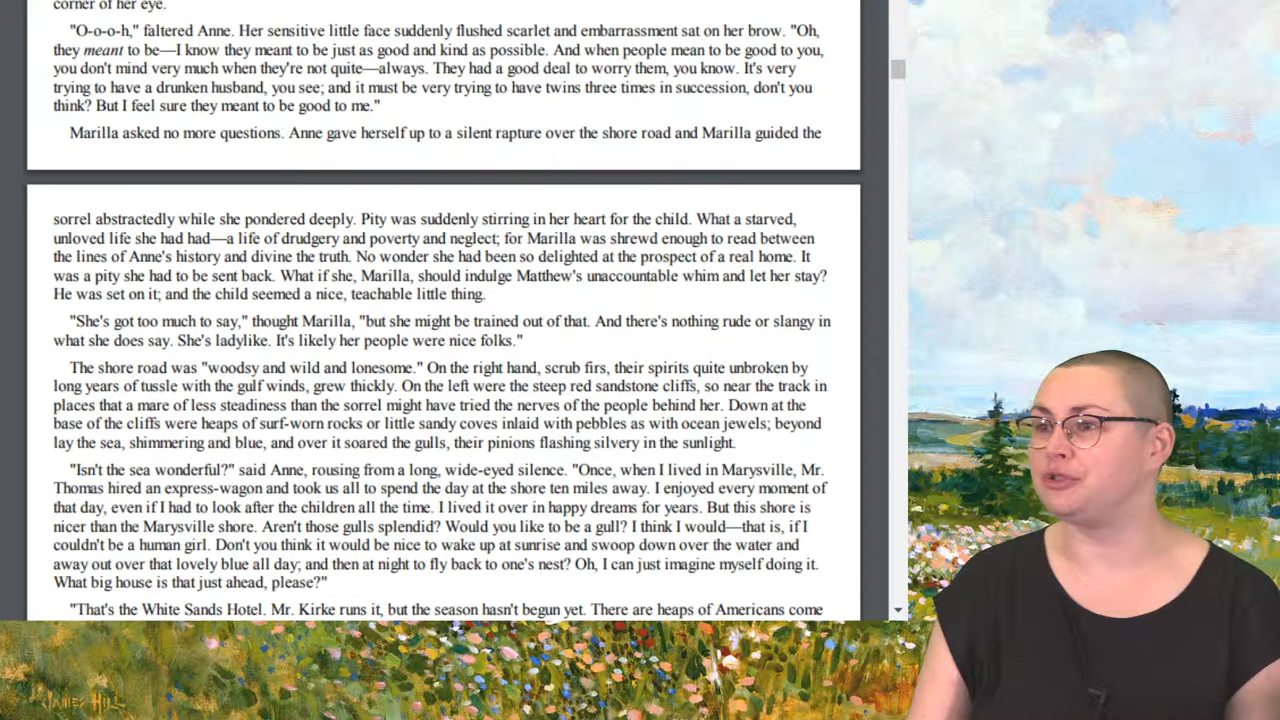 corner of her eye.
"O-o-o-h," faltered Anne. Her sensitive little face suddenly flushed scarlet and embarrassment sat on her brow. "Oh,
they meant to be—I know they meant to be just as good and kind as possible. And when people mean to be good to you,
you don't mind very much when they're not quite—always. They had a good deal to worry them, you know. It's very
trying to have a drunken husband, you see; and it must be very trying to have twins three times in succession, don't you
think? But I feel sure they meant to be good to me."
Marilla asked no more questions. Anne gave herself up to a silent rapture over the shore road and Marilla guided the
sorrel abstractedly while she pondered deeply. Pity was suddenly stirring in her heart for the child. What a starved,
unloved life she had had—a life of drudgery and poverty and neglect; for Marilla was shrewd enough to read between
the lines of Anne's history and divine the truth. No wonder she had been so delighted at the prospect of a real home. It
was a pity she had to be sent back. What if she, Marilla, should indulge Matthew's unaccountable whim and let her stay?
He was set on it; and the child seemed a nice, teachable little thing.
"She's got too much to say," thought Marilla, "but she might be trained out of that. And there's nothing rude or slangy in
what she does say. She's ladylike. It's likely her people were nice folks."
The shore road was "woodsy and wild and lonesome." On the right hand, scrub firs, their spirits quite unbroken by
long years of tussle with the gulf winds, grew thickly. On the left were the steep red sandstone cliffs, so near the track in
places that a mare of less steadiness than the sorrel might have tried the nerves of the people behind her. Down at the
base of the cliffs were heaps of surf-worn rocks or little sandy coves inlaid with pebbles as with ocean jewels; beyond
lay the sea, shimmering and blue, and over it soared the gulls, their pinions flashing silvery in the sunlight.
"Isn't the sea wonderful?" said Anne, rousing from a long, wide-eyed silence. "Once, when I lived in Marysville, Mr.
Thomas hired an express-wagon and took us all to spend the day at the shore ten miles away. I enjoyed every moment of
that day, even if I had to look after the children all the time. I lived it over in happy dreams for years. But this shore is
nicer than the Marysville shore. Aren't those gulls splendid? Would you like to be a gull? I think I would—that is, if I
couldn't be a human girl. Don't you think it would be nice to wake up at sunrise and swoop down over the water and
away out over that lovely blue all day; and then at night to fly back to one's nest? Oh, I can just imagine myself doing it.
What big house is that just ahead, please?"
"That's the White Sands Hotel. Mr. Kirke runs it, but the season hasn't begun yet. There are heaps of Americans come
JAMES HILL